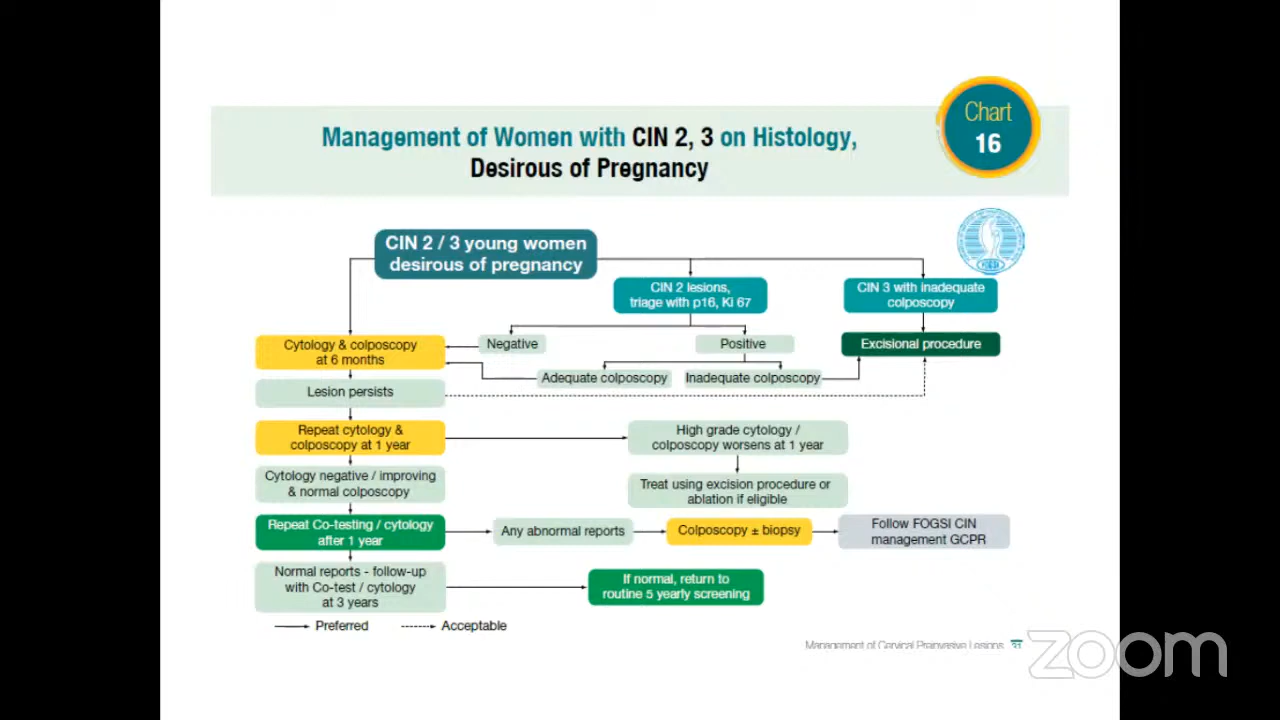 Chart
16
Management of Women with CIN 2, 3 on Histology,
Desirous of Pregnancy
CIN 2 / 3 young women
desirous of pregnancy
CIN 2 lesions,
triage with p16, Ki 67
CIN 3 with inadequate
colposcopy
Cytology & colposcopy
at 6 months
Negative
Positive
Excisional procedure
Adequate colposcopy
Inadequate colposcopy
Lesion persists
Repeat cytology &
colposcopy at 1 year
High grade cytology /
colposcopy worsens at 1 year
Cytology negative / improving
& normal colposcopy
Treat using excision procedure or
ablation if eligible
Repeat Co-testing / cytology
after 1 year
Any abnormal reports
Colposcopy ± biopsy
Follow FOGSI CIN
management GCPR
Normal reports - follow-up
with Co-test / cytology
at 3 years
If normal, return to
routine 5 yearly screening
Preferred
Acceptable
Management of Cervical Preinvasive Lesions 31
zoom